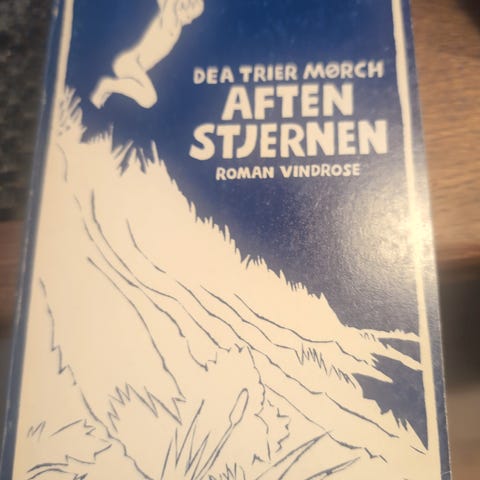 DEA TRIER MØRCH
AFTEN
STJERNEN
ROMAN VINDROSE